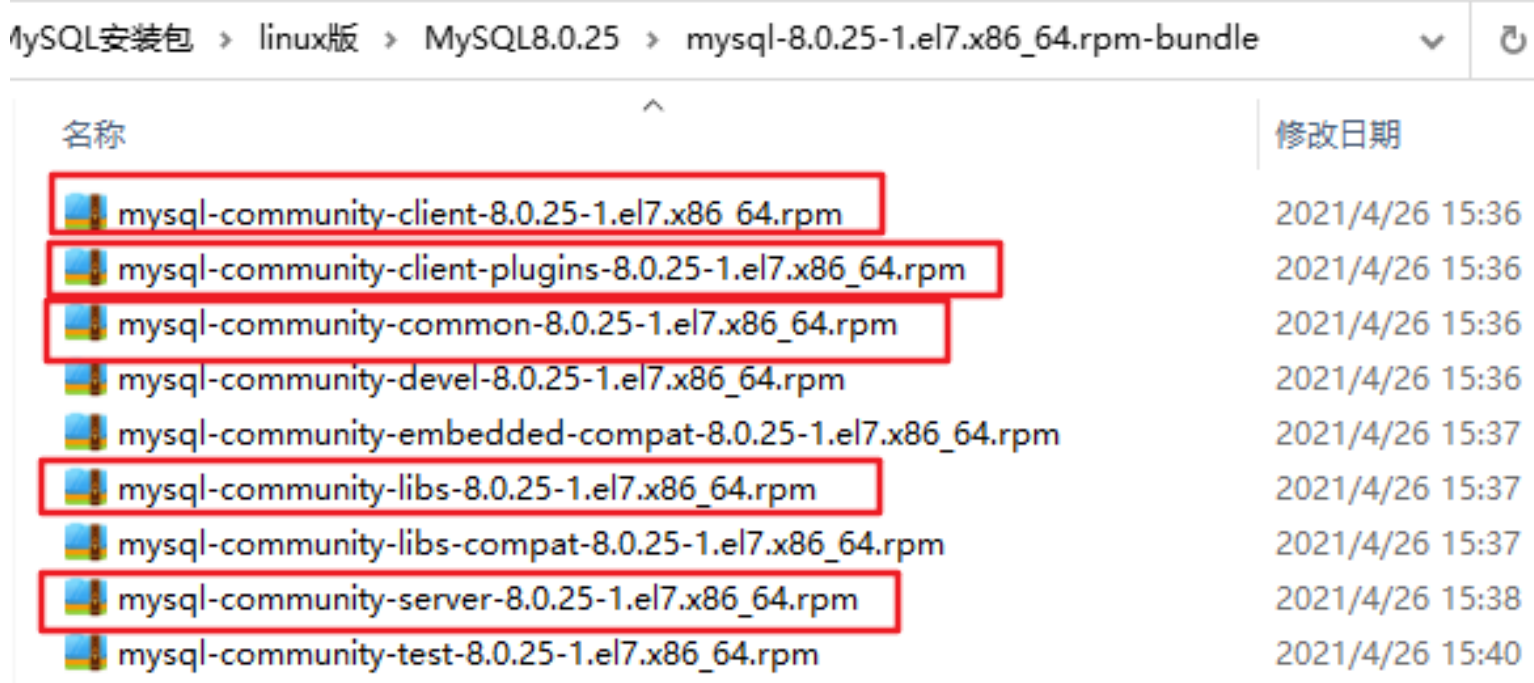 MySQL安装包 › linux版 › MySQL8.0.25 › mysql-8.0.25-1.el7.x86_64.rpm-bundle
名称 修改日期
mysql-community-client-8.0.25-1.el7.x86_64.rpm 2021/4/26 15:36
mysql-community-client-plugins-8.0.25-1.el7.x86_64.rpm 2021/4/26 15:36
mysql-community-common-8.0.25-1.el7.x86_64.rpm 2021/4/26 15:36
mysql-community-devel-8.0.25-1.el7.x86_64.rpm 2021/4/26 15:36
mysql-community-embedded-compat-8.0.25-1.el7.x86_64.rpm 2021/4/26 15:37
mysql-community-libs-8.0.25-1.el7.x86_64.rpm 2021/4/26 15:37
mysql-community-libs-compat-8.0.25-1.el7.x86_64.rpm 2021/4/26 15:37
mysql-community-server-8.0.25-1.el7.x86_64.rpm 2021/4/26 15:38
mysql-community-test-8.0.25-1.el7.x86_64.rpm 2021/4/26 15:40